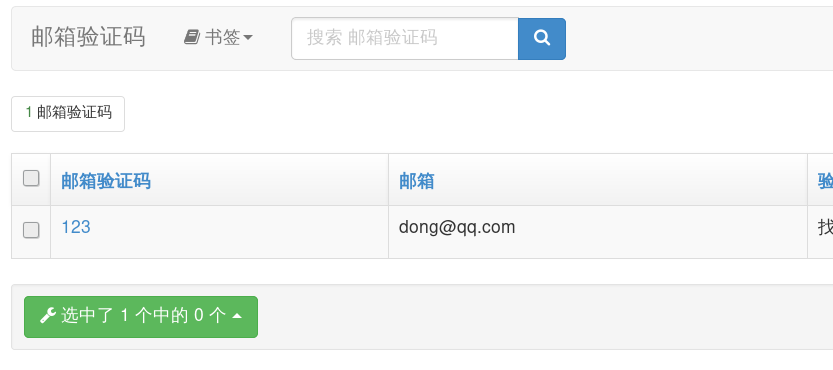 邮箱验证码 书签 搜索 邮箱验证码
1 邮箱验证码
邮箱验证码 邮箱 验
123 dong@qq.com 找
选中了 1 个中的 0 个